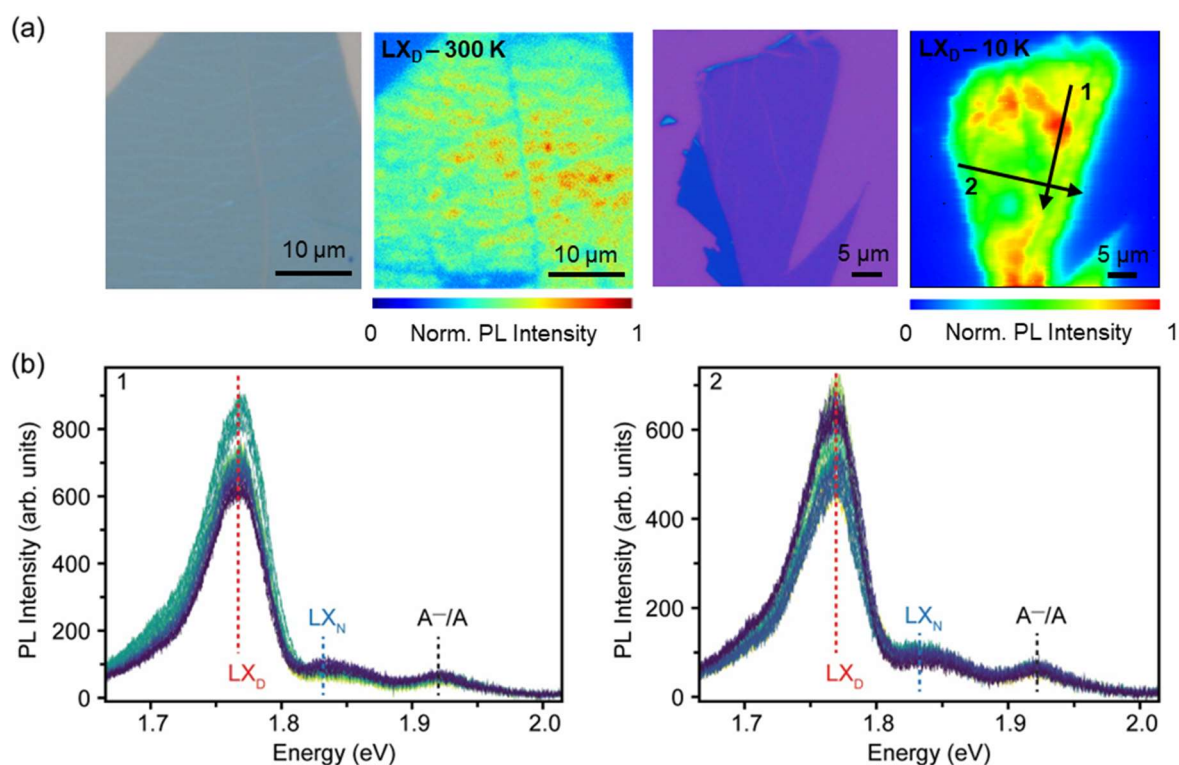 (a)
LX_D – 300 K
LX_D – 10 K
1
2
10 µm
10 µm
5 µm
5 µm
0 Norm. PL Intensity 1
0 Norm. PL Intensity 1
(b)
1
PL Intensity (arb. units)
800
600
400
200
0
LX_N
A⁻/A
LX_D
1.7 1.8 1.9 2.0
Energy (eV)
2
PL Intensity (arb. units)
600
400
200
0
LX_N
A⁻/A
LX_D
1.7 1.8 1.9 2.0
Energy (eV)